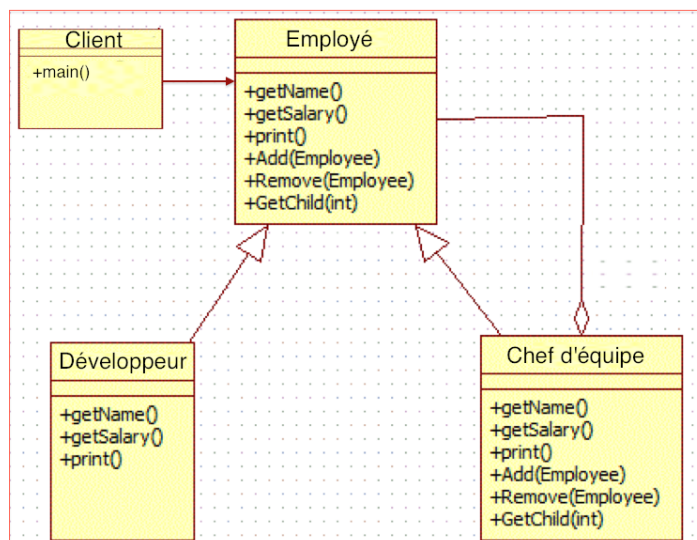 Client
+main()
Employé
+getName()
+getSalary()
+print()
+Add(Employee)
+Remove(Employee)
+GetChild(int)
Développeur
+getName()
+getSalary()
+print()
Chef d'équipe
+getName()
+getSalary()
+print()
+Add(Employee)
+Remove(Employee)
+GetChild(int)